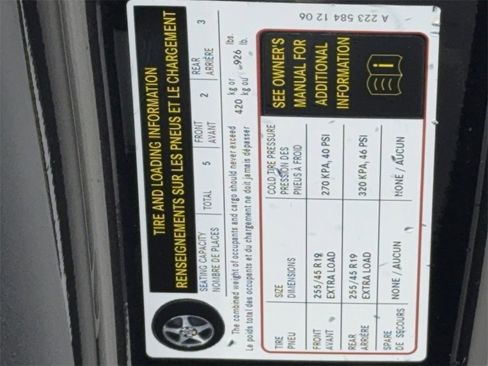 TIRE AND LOADING INFORMATION
RENSEIGNEMENTS SUR LES PNEUS ET LE CHARGEMENT
SEATING CAPACITY TOTAL 5 FRONT 2 REAR 3
NOMBRE DE PLACES AVANT ARRIÈRE
The combined weight of occupants and cargo should never exceed 420 kg or 926 lbs.
Le poids total des occupants et du chargement ne doit jamais dépasser 420 kg ou 926 lb.
TIRE SIZE COLD TIRE PRESSURE
PNEU DIMENSIONS PRESSION DES
PNEUS À FROID
FRONT 255/45 R19 270 KPA, 40 PSI
AVANT EXTRA LOAD
REAR 255/45 R19 320 KPA, 46 PSI
ARRIÈRE EXTRA LOAD
SPARE NONE / AUCUN NONE / AUCUN
DE SECOURS
SEE OWNER'S
MANUAL FOR
ADDITIONAL
INFORMATION
A 223 584 12 06